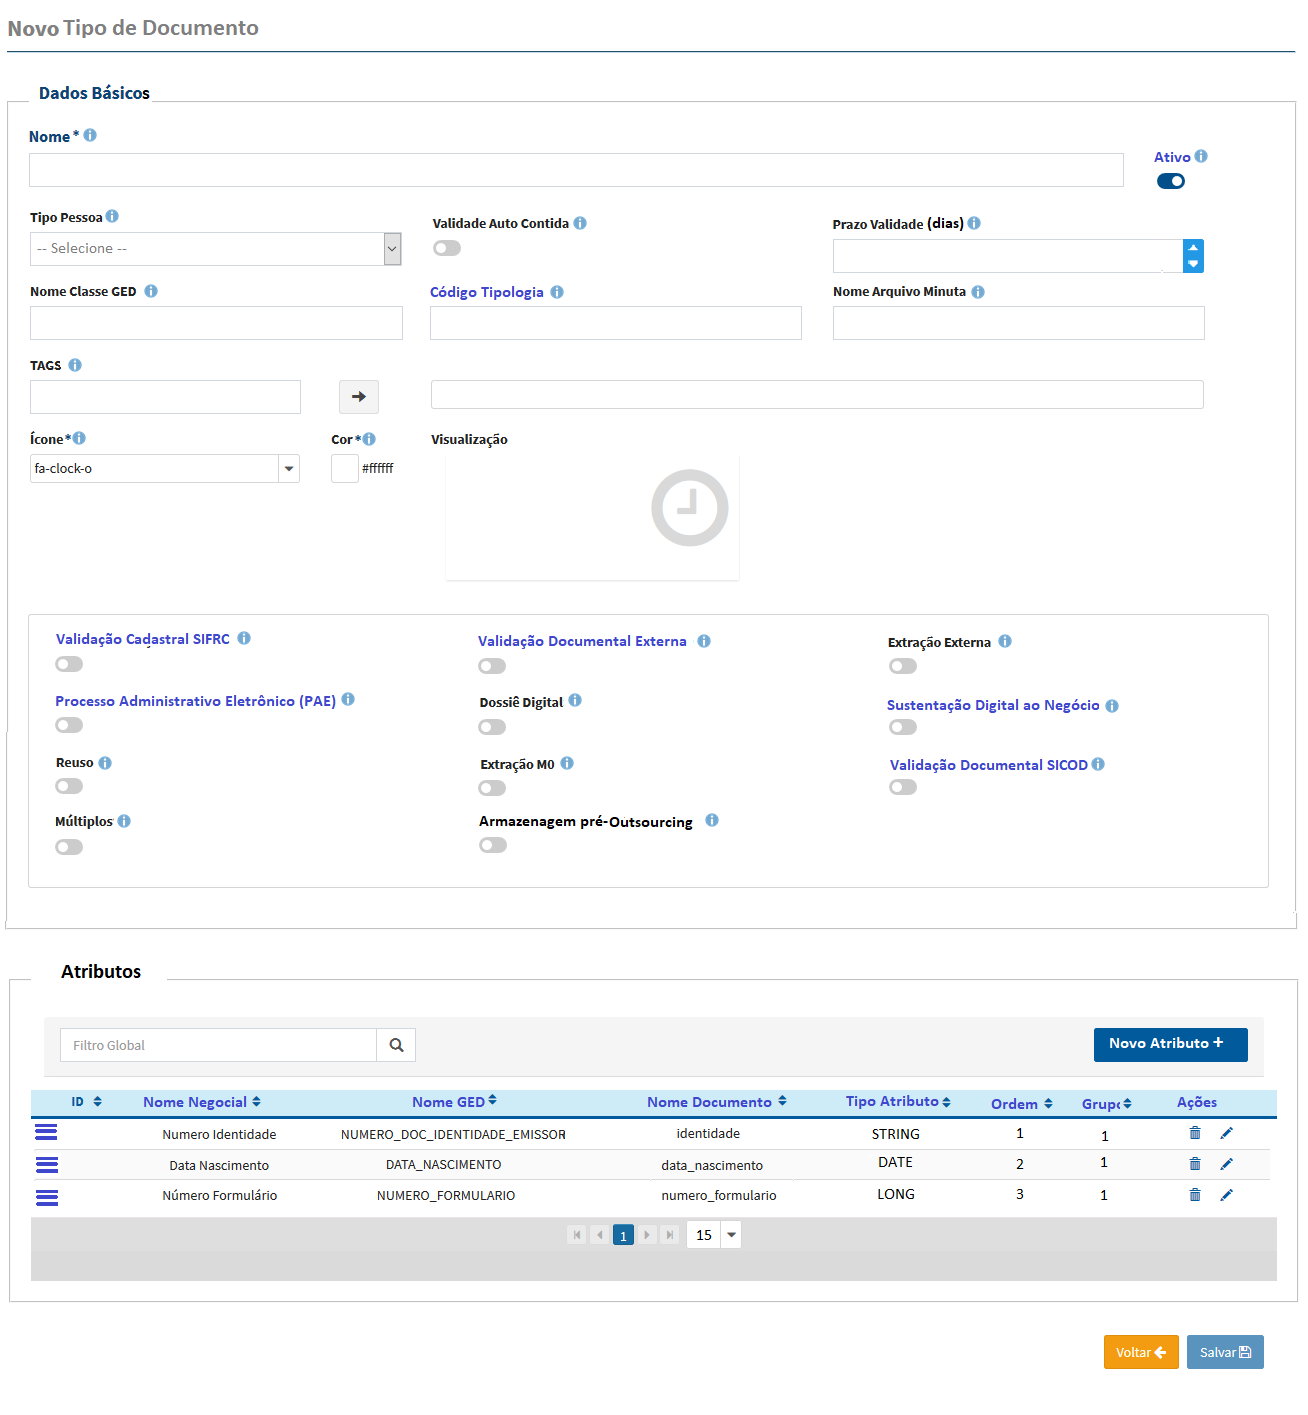 Novo Tipo de Documento
Dados Básicos
Nome *
Ativo
Tipo Pessoa
Validade Auto Contida
Prazo Validade (dias)
-- Selecione --
Nome Classe GED
Código Tipologia
Nome Arquivo Minuta
TAGS
Ícone*
Cor *
Visualização
fa-clock-o
#ffffff
Validação Cadastral SIFRC
Validação Documental Externa
Extração Externa
Processo Administrativo Eletrônico (PAE)
Dossiê Digital
Sustentação Digital ao Negócio
Reuso
Extração M0
Validação Documental SICOD
Múltiplos
Armazenagem pré-Outsourcing
Atributos
Filtro Global
Novo Atributo +
ID Nome Negocial Nome GED Nome Documento Tipo Atributo Ordem Grupo Ações
Numero Identidade NUMERO_DOC_IDENTIDADE_EMISSOR identidade STRING 1 1
Data Nascimento DATA_NASCIMENTO data_nascimento DATE 2 1
Número Formulário NUMERO_FORMULARIO numero_formulario LONG 3 1
1 15
Voltar Salvar